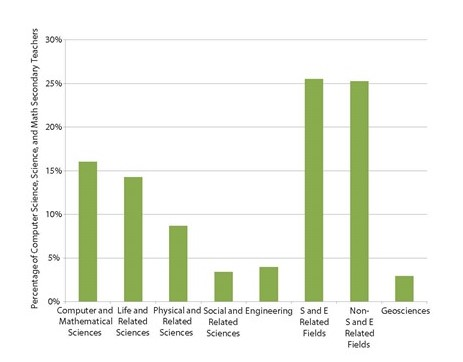 Percentage of Computer Science, Science, and Math Secondary Teachers
30%
25%
20%
15%
10%
5%
0%
Computer and
Mathematical
Sciences
Life and
Related
Sciences
Physical and
Related
Sciences
Social and
Related
Sciences
Engineering
S and E
Related
Fields
Non-
S and E
Related
Fields
Geosciences